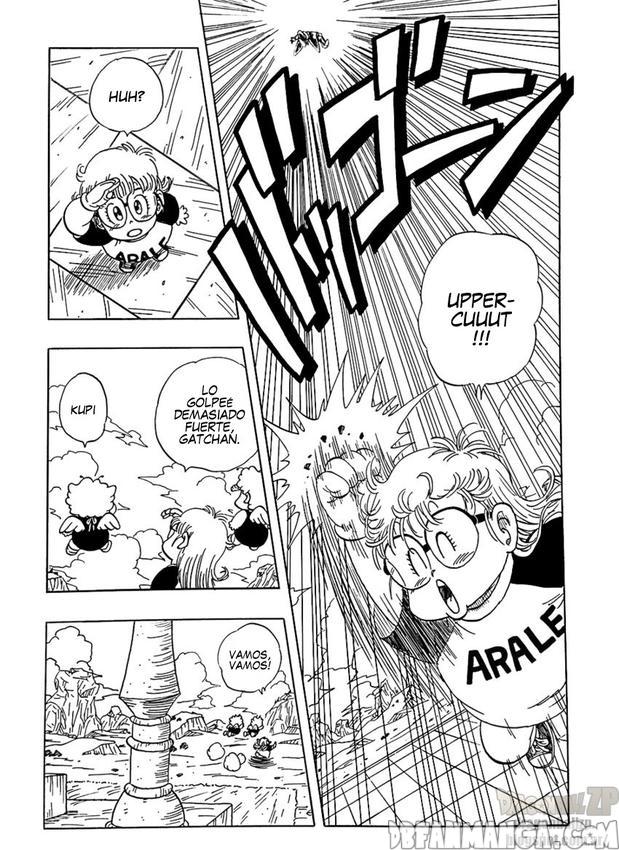 バッゴーン
UPPER-
CUUUT
!!!
ARALE
HUH?
ARALE
LO
GOLPEÉ
DEMASIADO
FUERTE,
GATCHAN.
KUPI
VAMOS,
VAMOS!
DBFANMANGA.COM